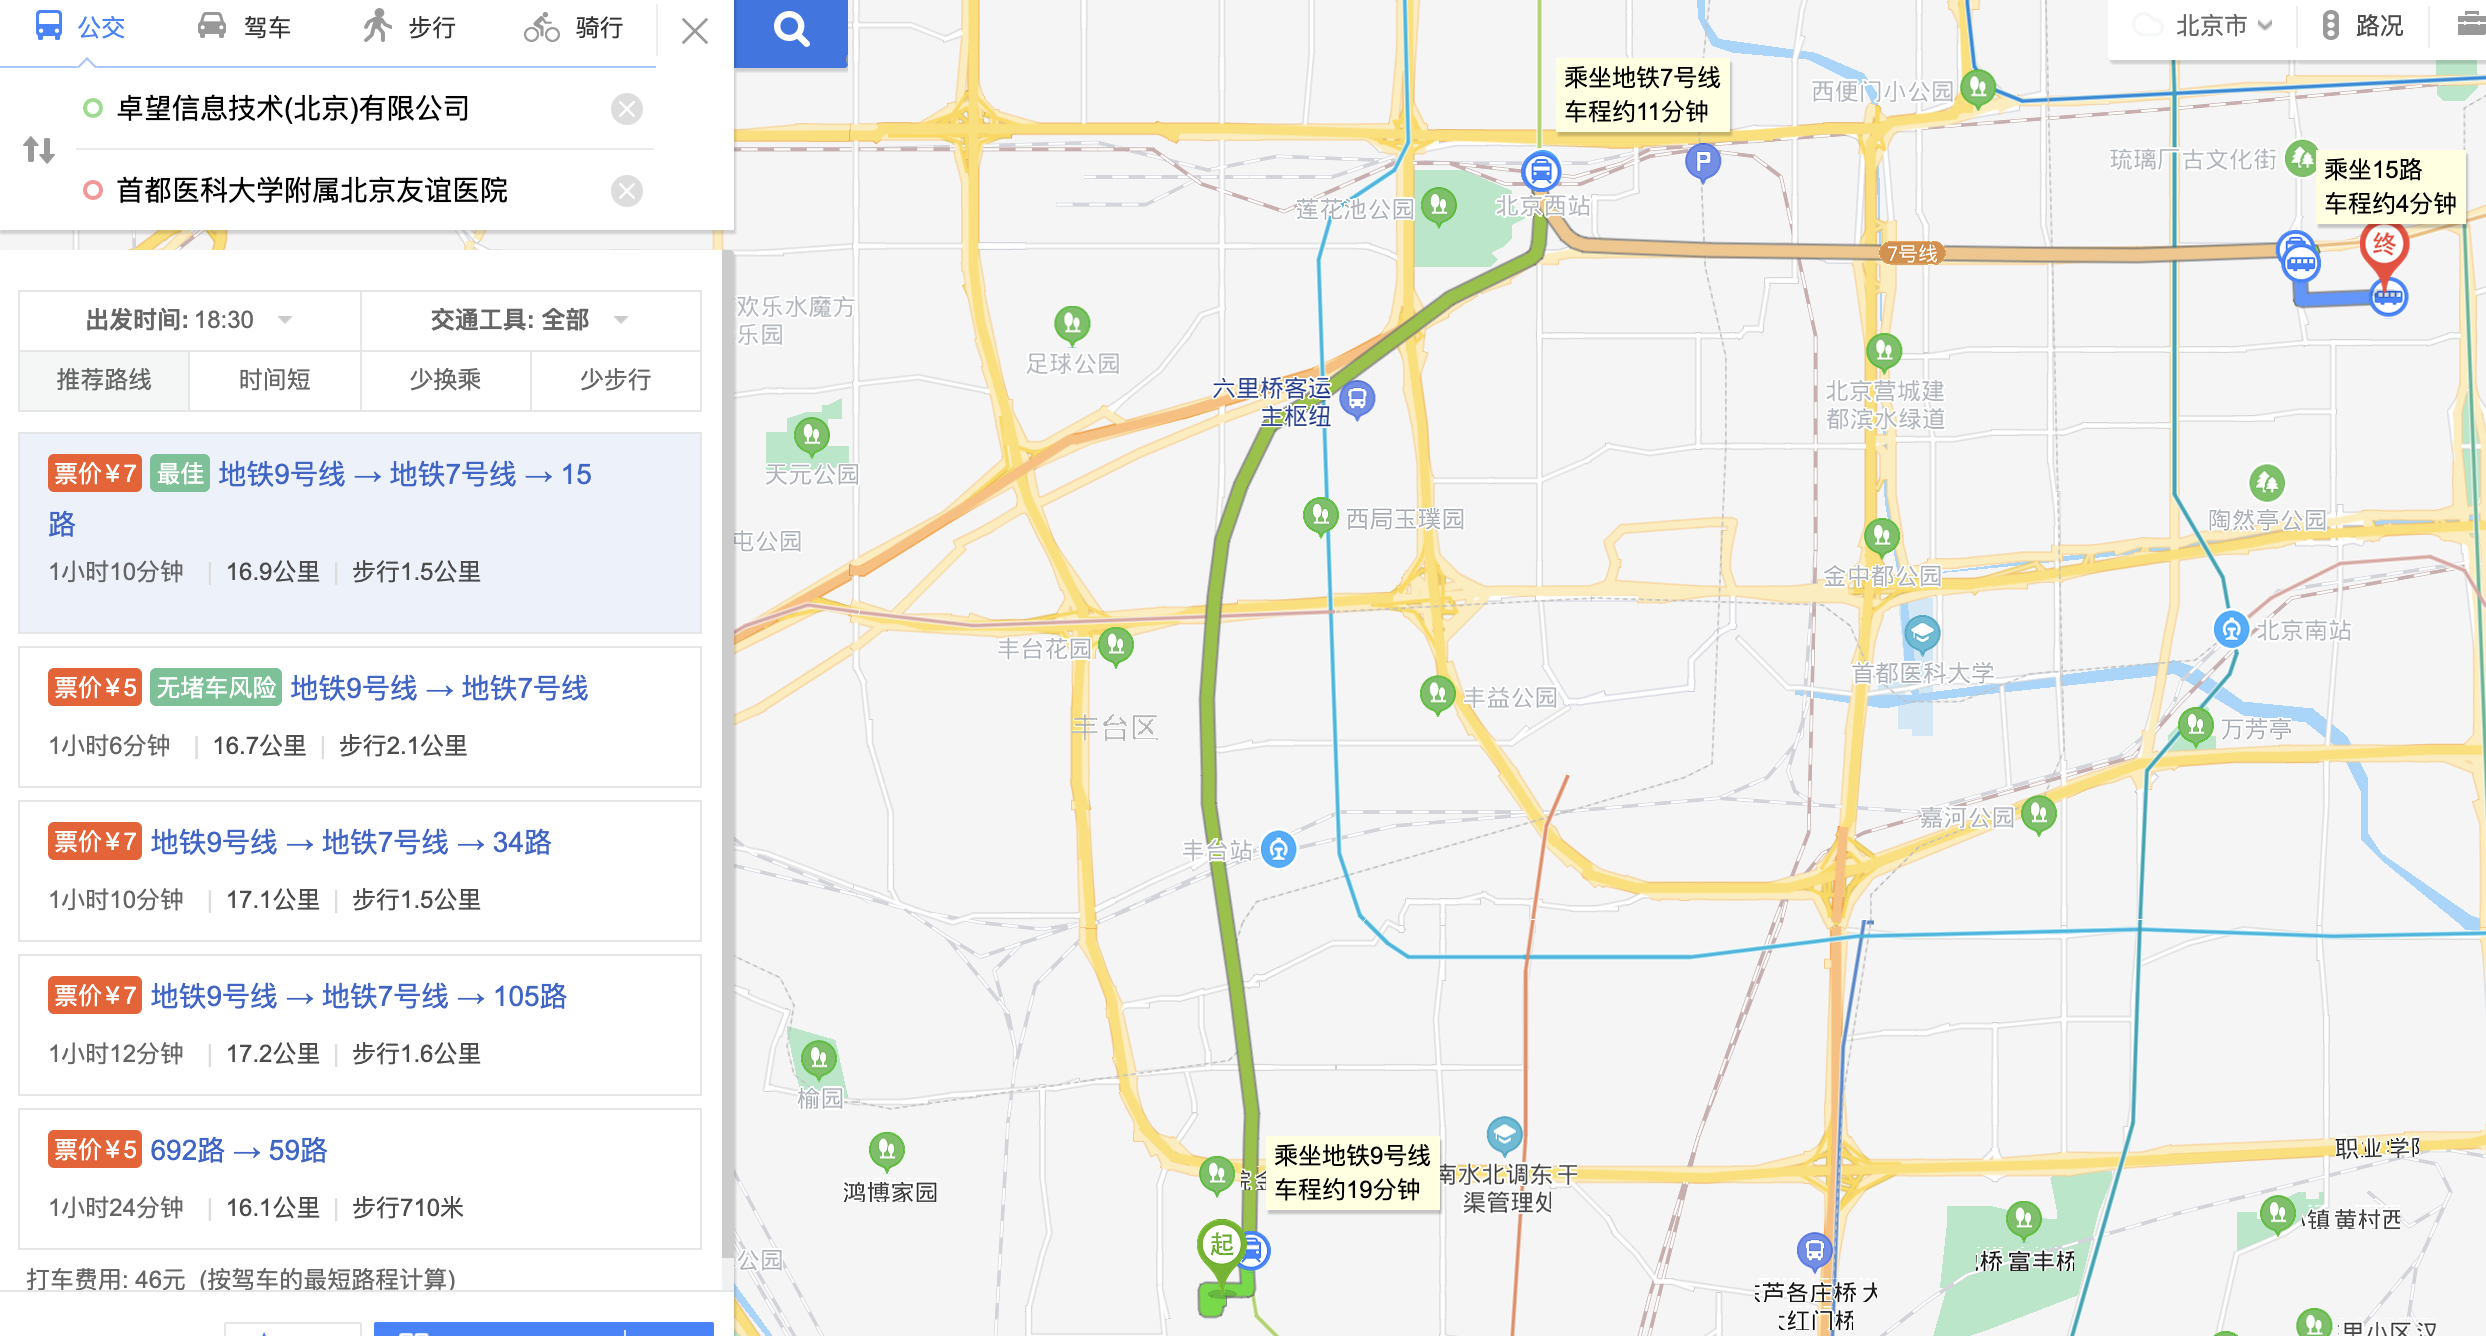 公交
驾车
步行
骑行
卓望信息技术(北京)有限公司
首都医科大学附属北京友谊医院
出发时间: 18:30
交通工具: 全部
推荐路线
时间短
少换乘
少步行
票价¥7 最佳 地铁9号线 → 地铁7号线 → 15
路
1小时10分钟 | 16.9公里 | 步行1.5公里
票价¥5 无堵车风险 地铁9号线 → 地铁7号线
1小时6分钟 | 16.7公里 | 步行2.1公里
票价¥7 地铁9号线 → 地铁7号线 → 34路
1小时10分钟 | 17.1公里 | 步行1.5公里
票价¥7 地铁9号线 → 地铁7号线 → 105路
1小时12分钟 | 17.2公里 | 步行1.6公里
票价¥5 692路 → 59路
1小时24分钟 | 16.1公里 | 步行710米
打车费用: 46元 (按驾车的最短路程计算)
北京市
路况
乘坐地铁7号线
车程约11分钟
西便门小公园
P
琉璃厂古文化街
乘坐15路
车程约4分钟
莲花池公园
北京西站
7号线
终
欢乐水魔方
乐园
足球公园
六里桥客运
主枢纽
北京营城建
都滨水绿道
天元公园
西局玉璞园
陶然亭公园
屯公园
金中都公园
丰台花园
北京南站
首都医科大学
丰益公园
丰台区
万芳亭
嘉河公园
丰台站
榆园
乘坐地铁9号线
车程约19分钟
南水北调东干
渠管理处
职业学
鸿博家园
起
公园
镇黄村西
桥富丰桥
芦各庄桥
红门桥
里小区